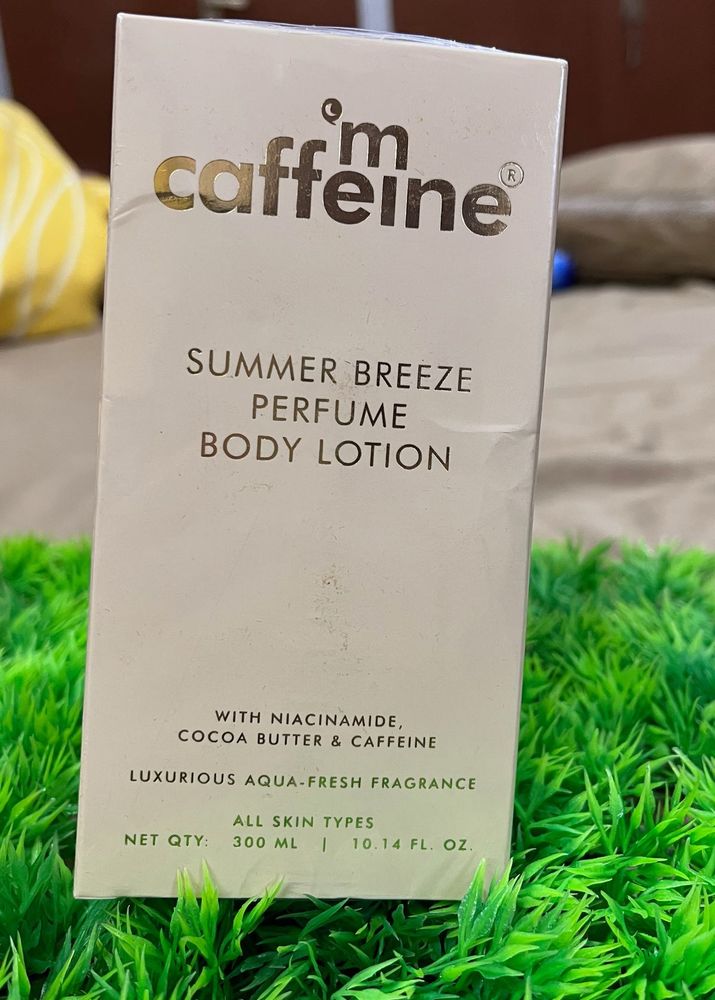 'm
caffeine®
SUMMER BREEZE
PERFUME
BODY LOTION
WITH NIACINAMIDE,
COCOA BUTTER & CAFFEINE
LUXURIOUS AQUA-FRESH FRAGRANCE
ALL SKIN TYPES
NET QTY: 300 ML | 10.14 FL. OZ.